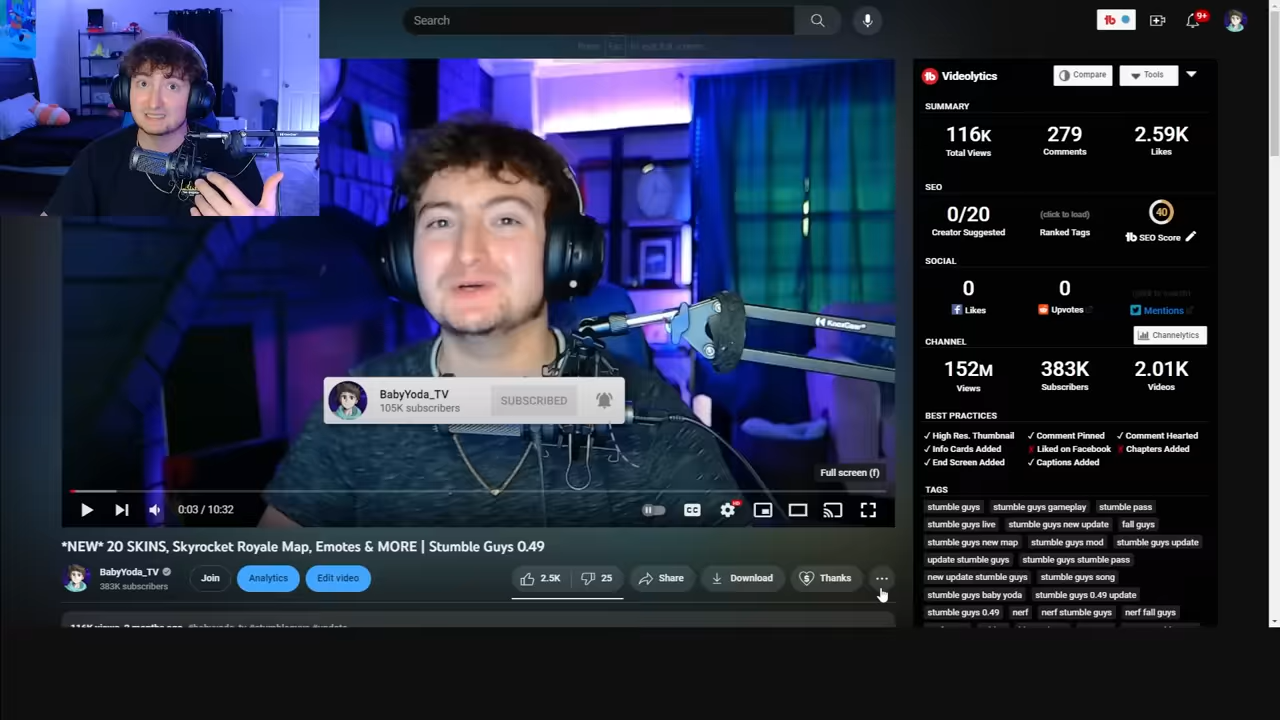 Search
9+
Videolytics
Compare
Tools
SUMMARY
116K
279
2.59K
Total Views
Comments
Likes
SEO
0/20
(click to load)
40
Creator Suggested
Ranked Tags
SEO Score
SOCIAL
0
0
Likes
Upvotes
Mentions
Channelytics
CHANNEL
152M
383K
2.01K
Views
Subscribers
Videos
BEST PRACTICES
High Res. Thumbnail
Comment Pinned
Comment Hearted
Info Cards Added
Liked on Facebook
Chapters Added
End Screen Added
Captions Added
TAGS
stumble guys
stumble guys gameplay
stumble pass
stumble guys live
stumble guys new update
fall guys
stumble guys new map
stumble guys mod
stumble guys update
update stumble guys
stumble guys stumble pass
new update stumble guys
stumble guys song
stumble guys baby yoda
stumble guys 0.49 update
stumble guys 0.49
nerf
nerf stumble guys
nerf fall guys
BabyYoda_TV
105K subscribers
SUBSCRIBED
Full screen (f)
0:03 / 10:32
CC
HD
*NEW* 20 SKINS, Skyrocket Royale Map, Emotes & MORE | Stumble Guys 0.49
BabyYoda_TV
383K subscribers
Join
Analytics
Edit video
2.5K
25
Share
Download
Thanks